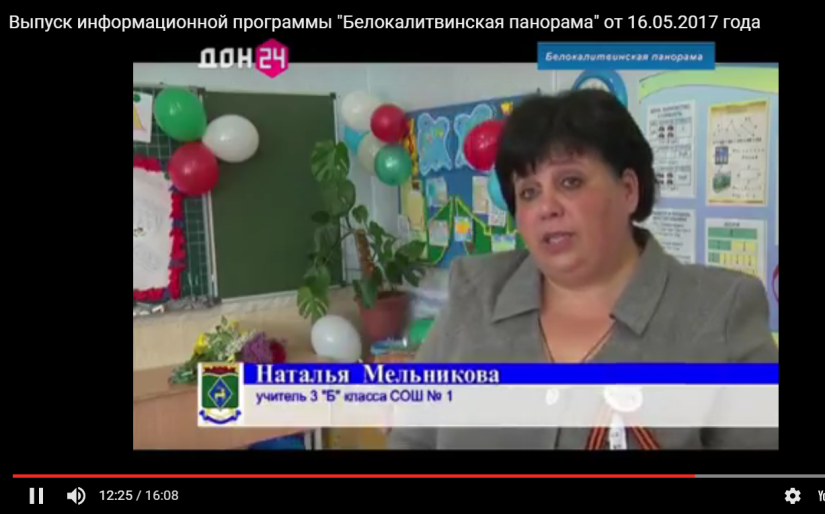 Выпуск информационной программы "Белокалитвинская панорама" от 16.05.2017 года
ДОН24
Белокалитвинская панорама
Наталья Мельникова
учитель 3 "Б" класса СОШ № 1
12:25 / 16:08